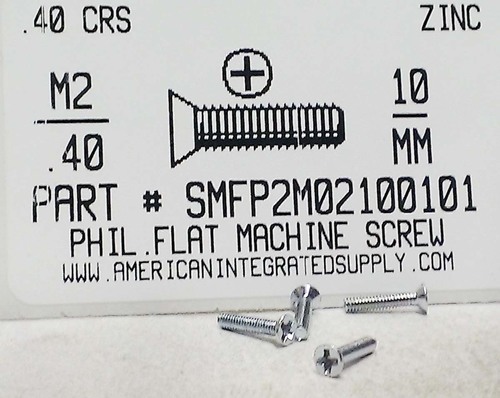 .40 CRS ZINC
M2 10
.40 MM
PART # SMFP2M02100101
PHIL.FLAT MACHINE SCREW
WWW.AMERICANINTEGRATEDSUPPLY.COM